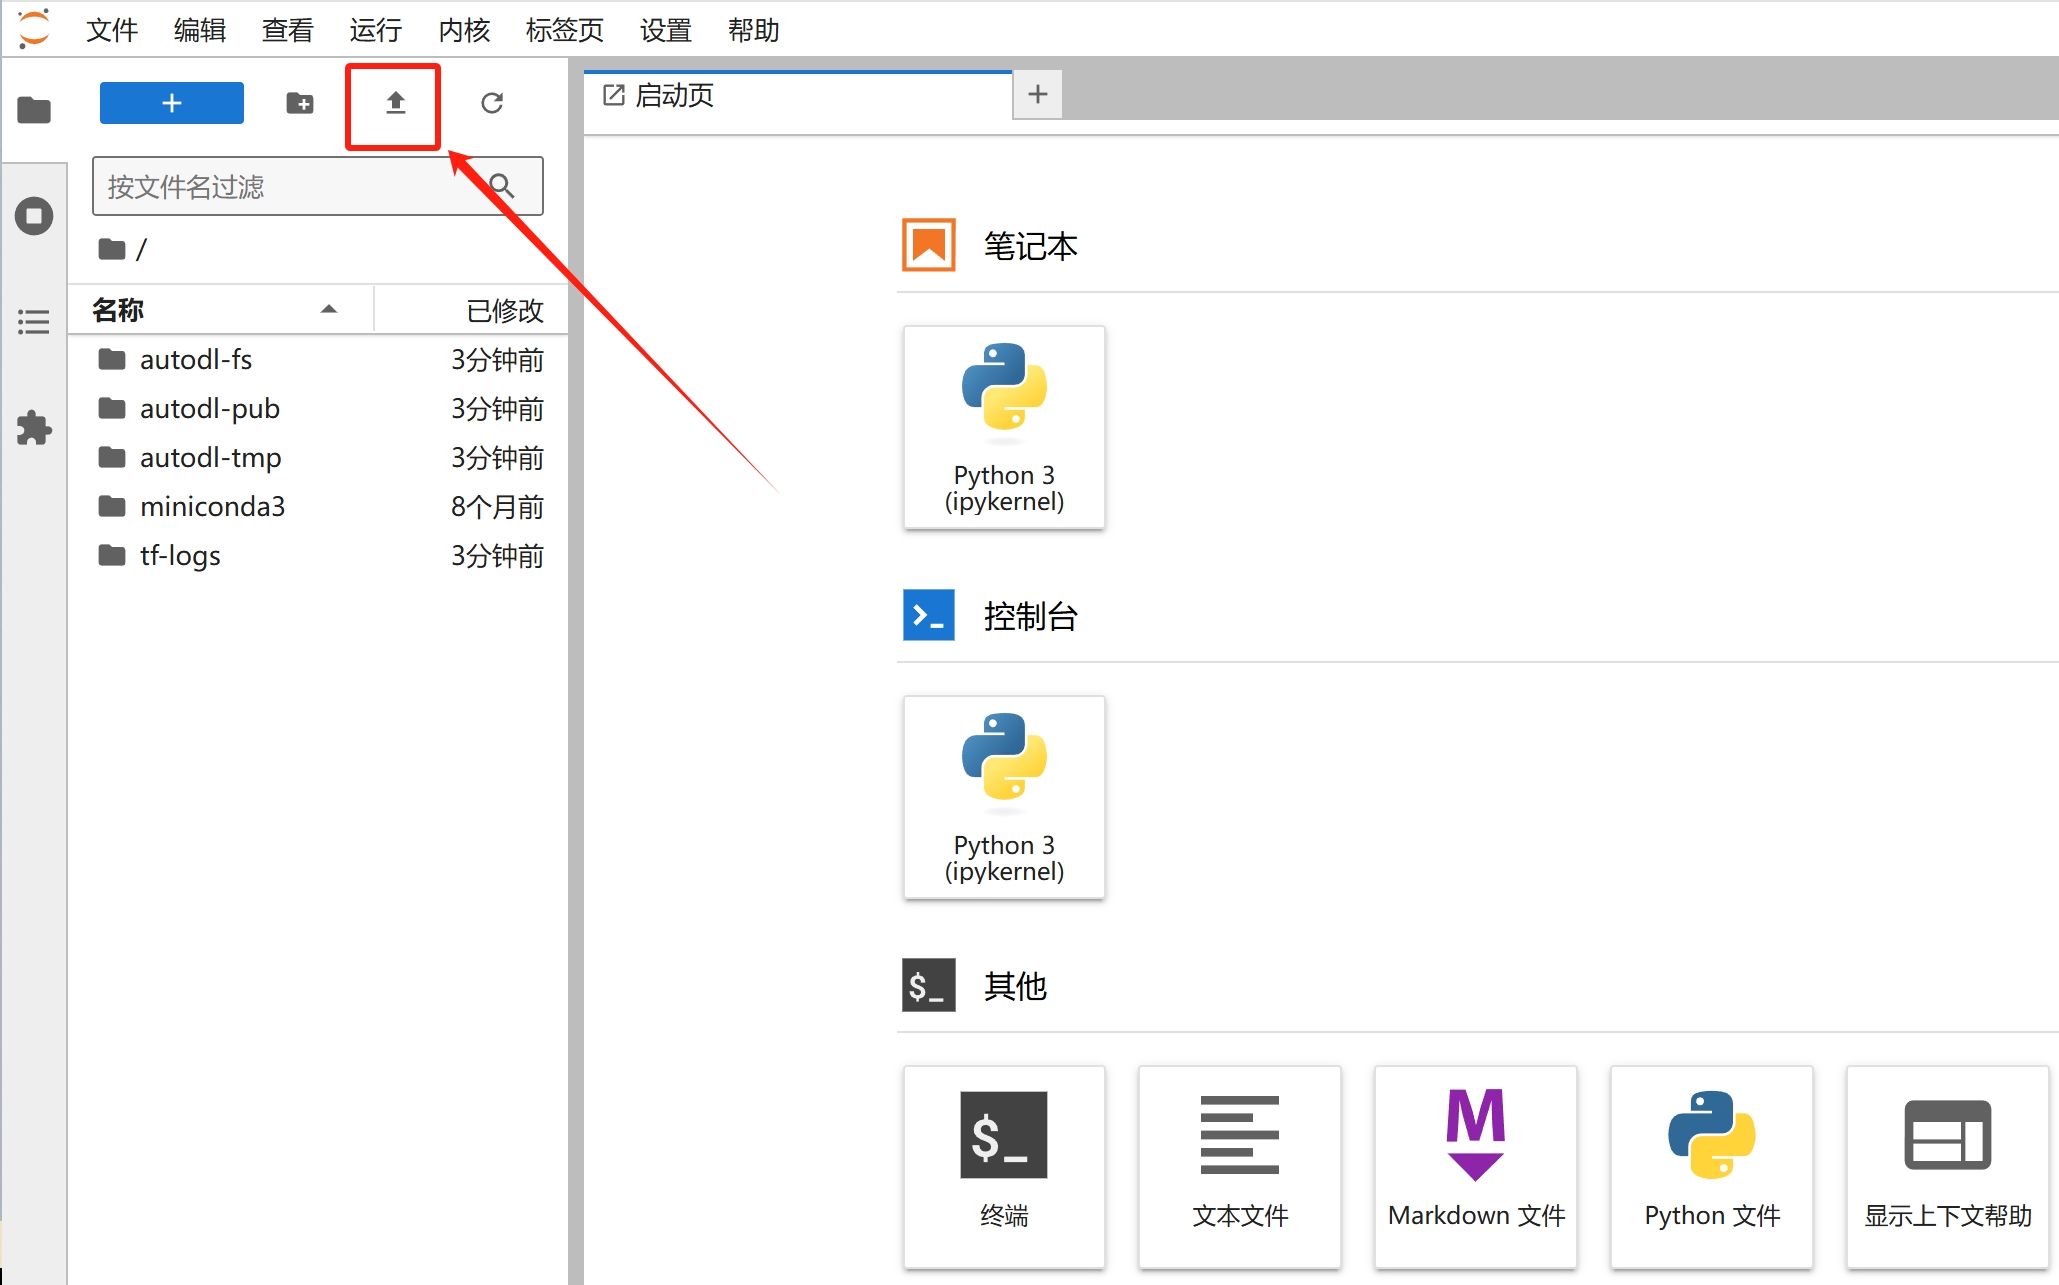 文件 编辑 查看 运行 内核 标签页 设置 帮助
启动页
按文件名过滤
/
名称 已修改
autodl-fs 3分钟前
autodl-pub 3分钟前
autodl-tmp 3分钟前
miniconda3 8个月前
tf-logs 3分钟前
笔记本
Python 3
(ipykernel)
控制台
Python 3
(ipykernel)
$_ 其他
$_
M
终端 文本文件 Markdown 文件 Python 文件 显示上下文帮助